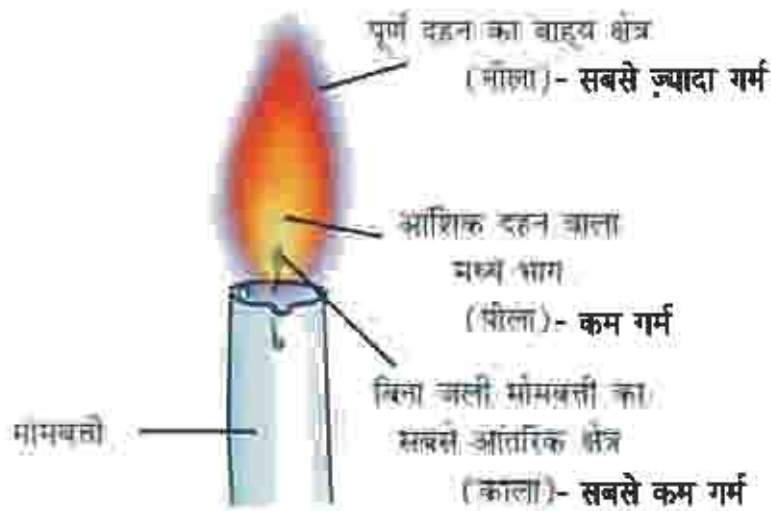 पूर्ण दहन का बाह्य क्षेत्र
(नीला)- सबसे ज़्यादा गर्म
आंशिक दहन वाला
मध्य भाग
(पीला)- कम गर्म
बिना जली मोमबत्ती का
सबसे आंतरिक क्षेत्र
(काला)- सबसे कम गर्म
मोमबत्ती